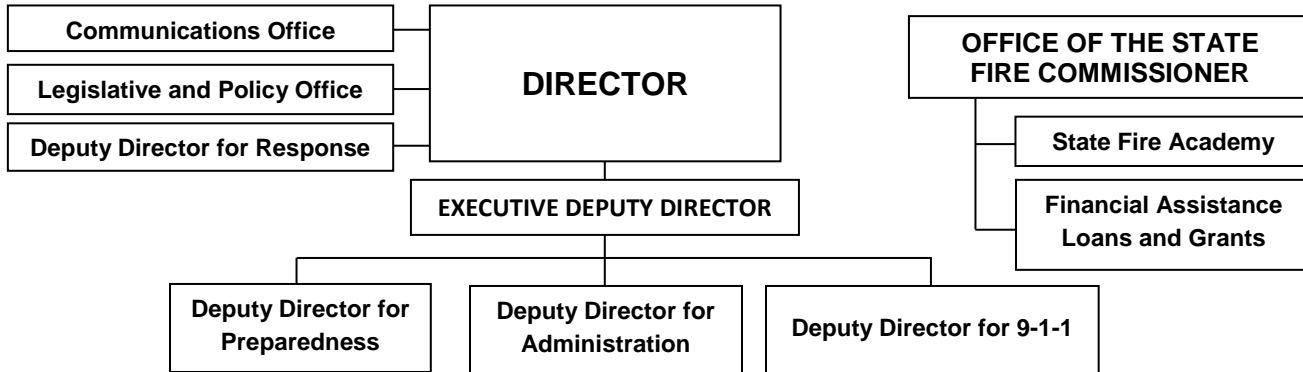 Communications Office
Legislative and Policy Office
Deputy Director for Response
DIRECTOR
EXECUTIVE DEPUTY DIRECTOR
Deputy Director for
Preparedness
Deputy Director for
Administration
Deputy Director for 9-1-1
OFFICE OF THE STATE
FIRE COMMISSIONER
State Fire Academy
Financial Assistance
Loans and Grants